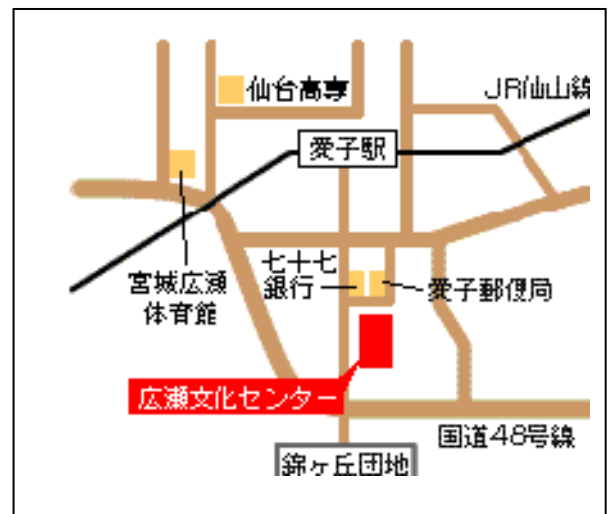 仙台高専
JR仙山線
愛子駅
宮城広瀬
体育館
七十七
銀行
愛子郵便局
広瀬文化センター
国道48号線
錦ヶ丘団地